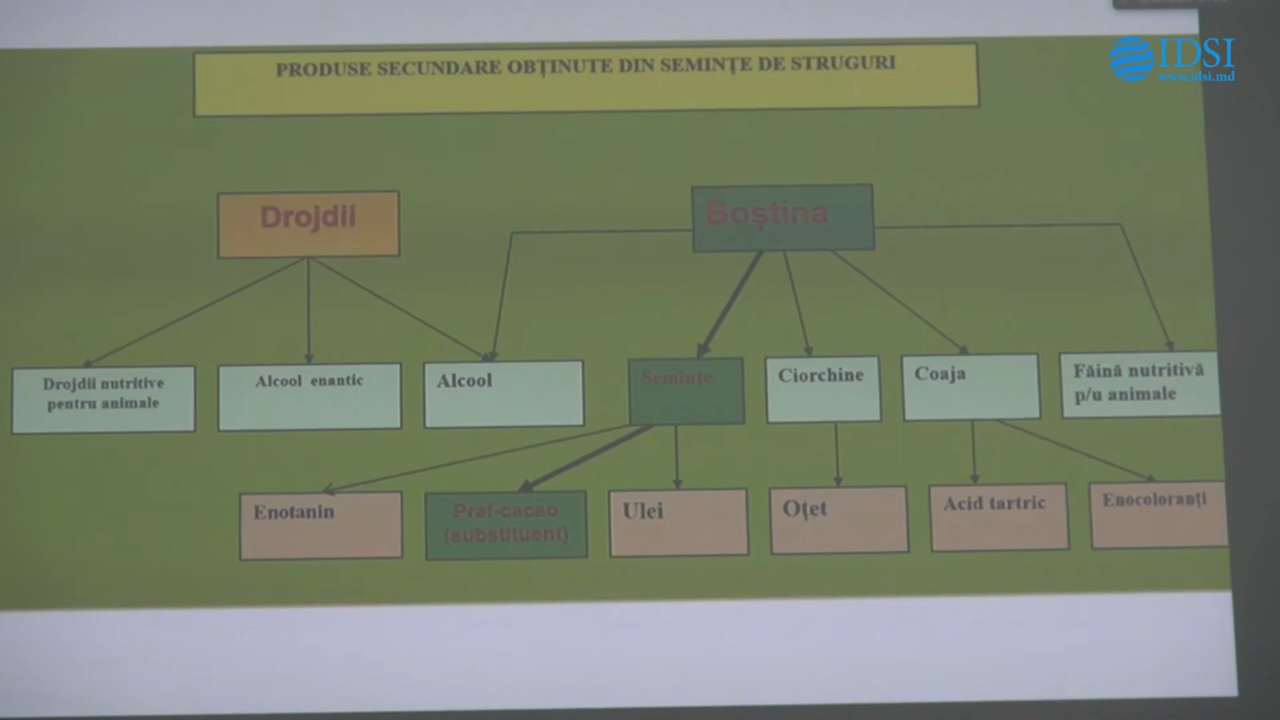 IDSI
www.idsi.md
PRODUSE SECUNDARE OBȚINUTE DIN SEMINȚE DE STRUGURI
Drojdii
Boștina
Drojdii nutritive
pentru animale
Alcool enantic
Alcool
Semințe
Ciorchine
Coaja
Făină nutritivă
p/u animale
Enotanin
Praf-cacao
(substituent)
Ulei
Oțet
Acid tartric
Enocoloranți